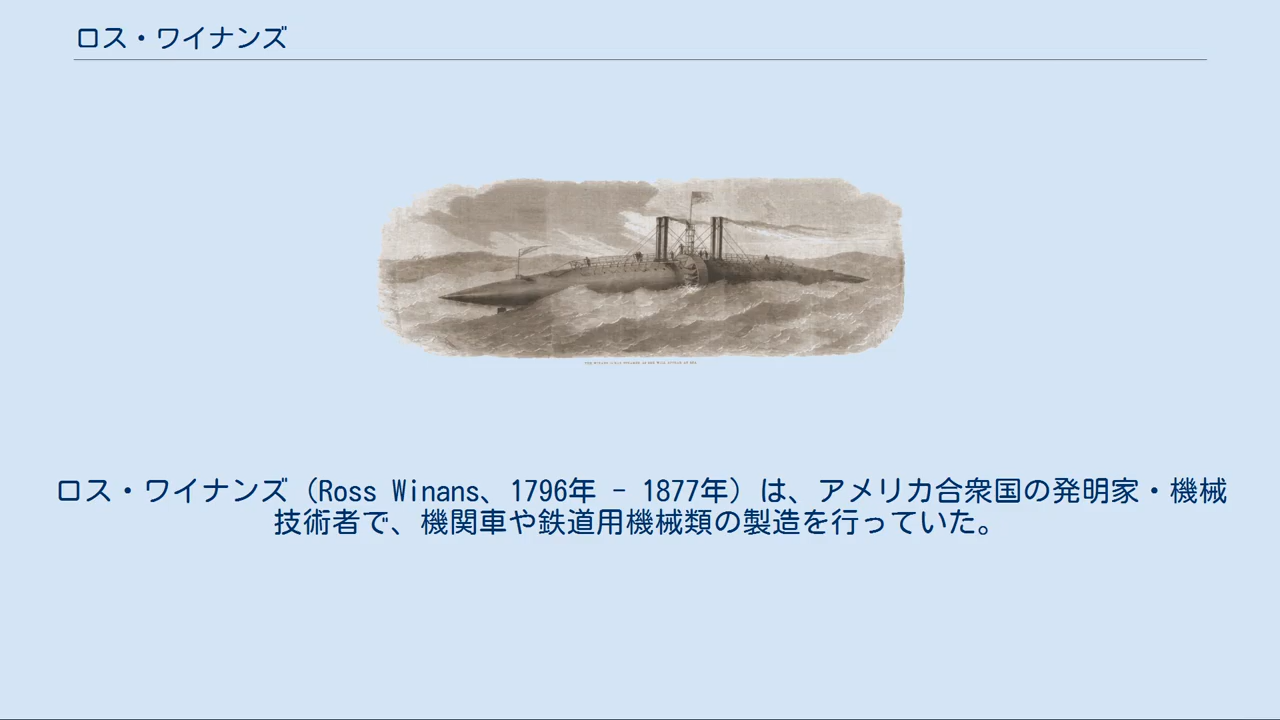 ロス・ワイナンズ
ロス・ワイナンズ（Ross Winans、1796年 – 1877年）は、アメリカ合衆国の発明家・機械
技術者で、機関車や鉄道用機械類の製造を行っていた。